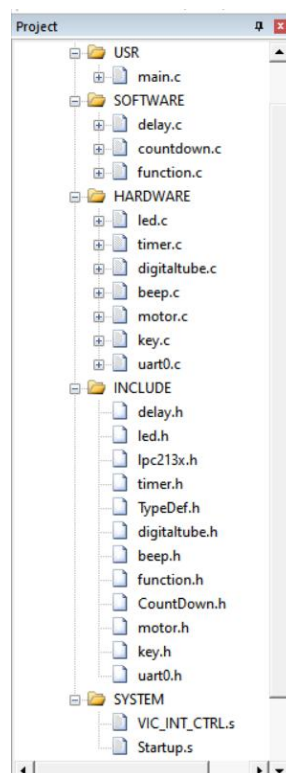 Project
USR
main.c
SOFTWARE
delay.c
countdown.c
function.c
HARDWARE
led.c
timer.c
digitaltube.c
beep.c
motor.c
key.c
uart0.c
INCLUDE
delay.h
led.h
lpc213x.h
timer.h
TypeDef.h
digitaltube.h
beep.h
function.h
CountDown.h
motor.h
key.h
uart0.h
SYSTEM
VIC_INT_CTRL.s
Startup.s